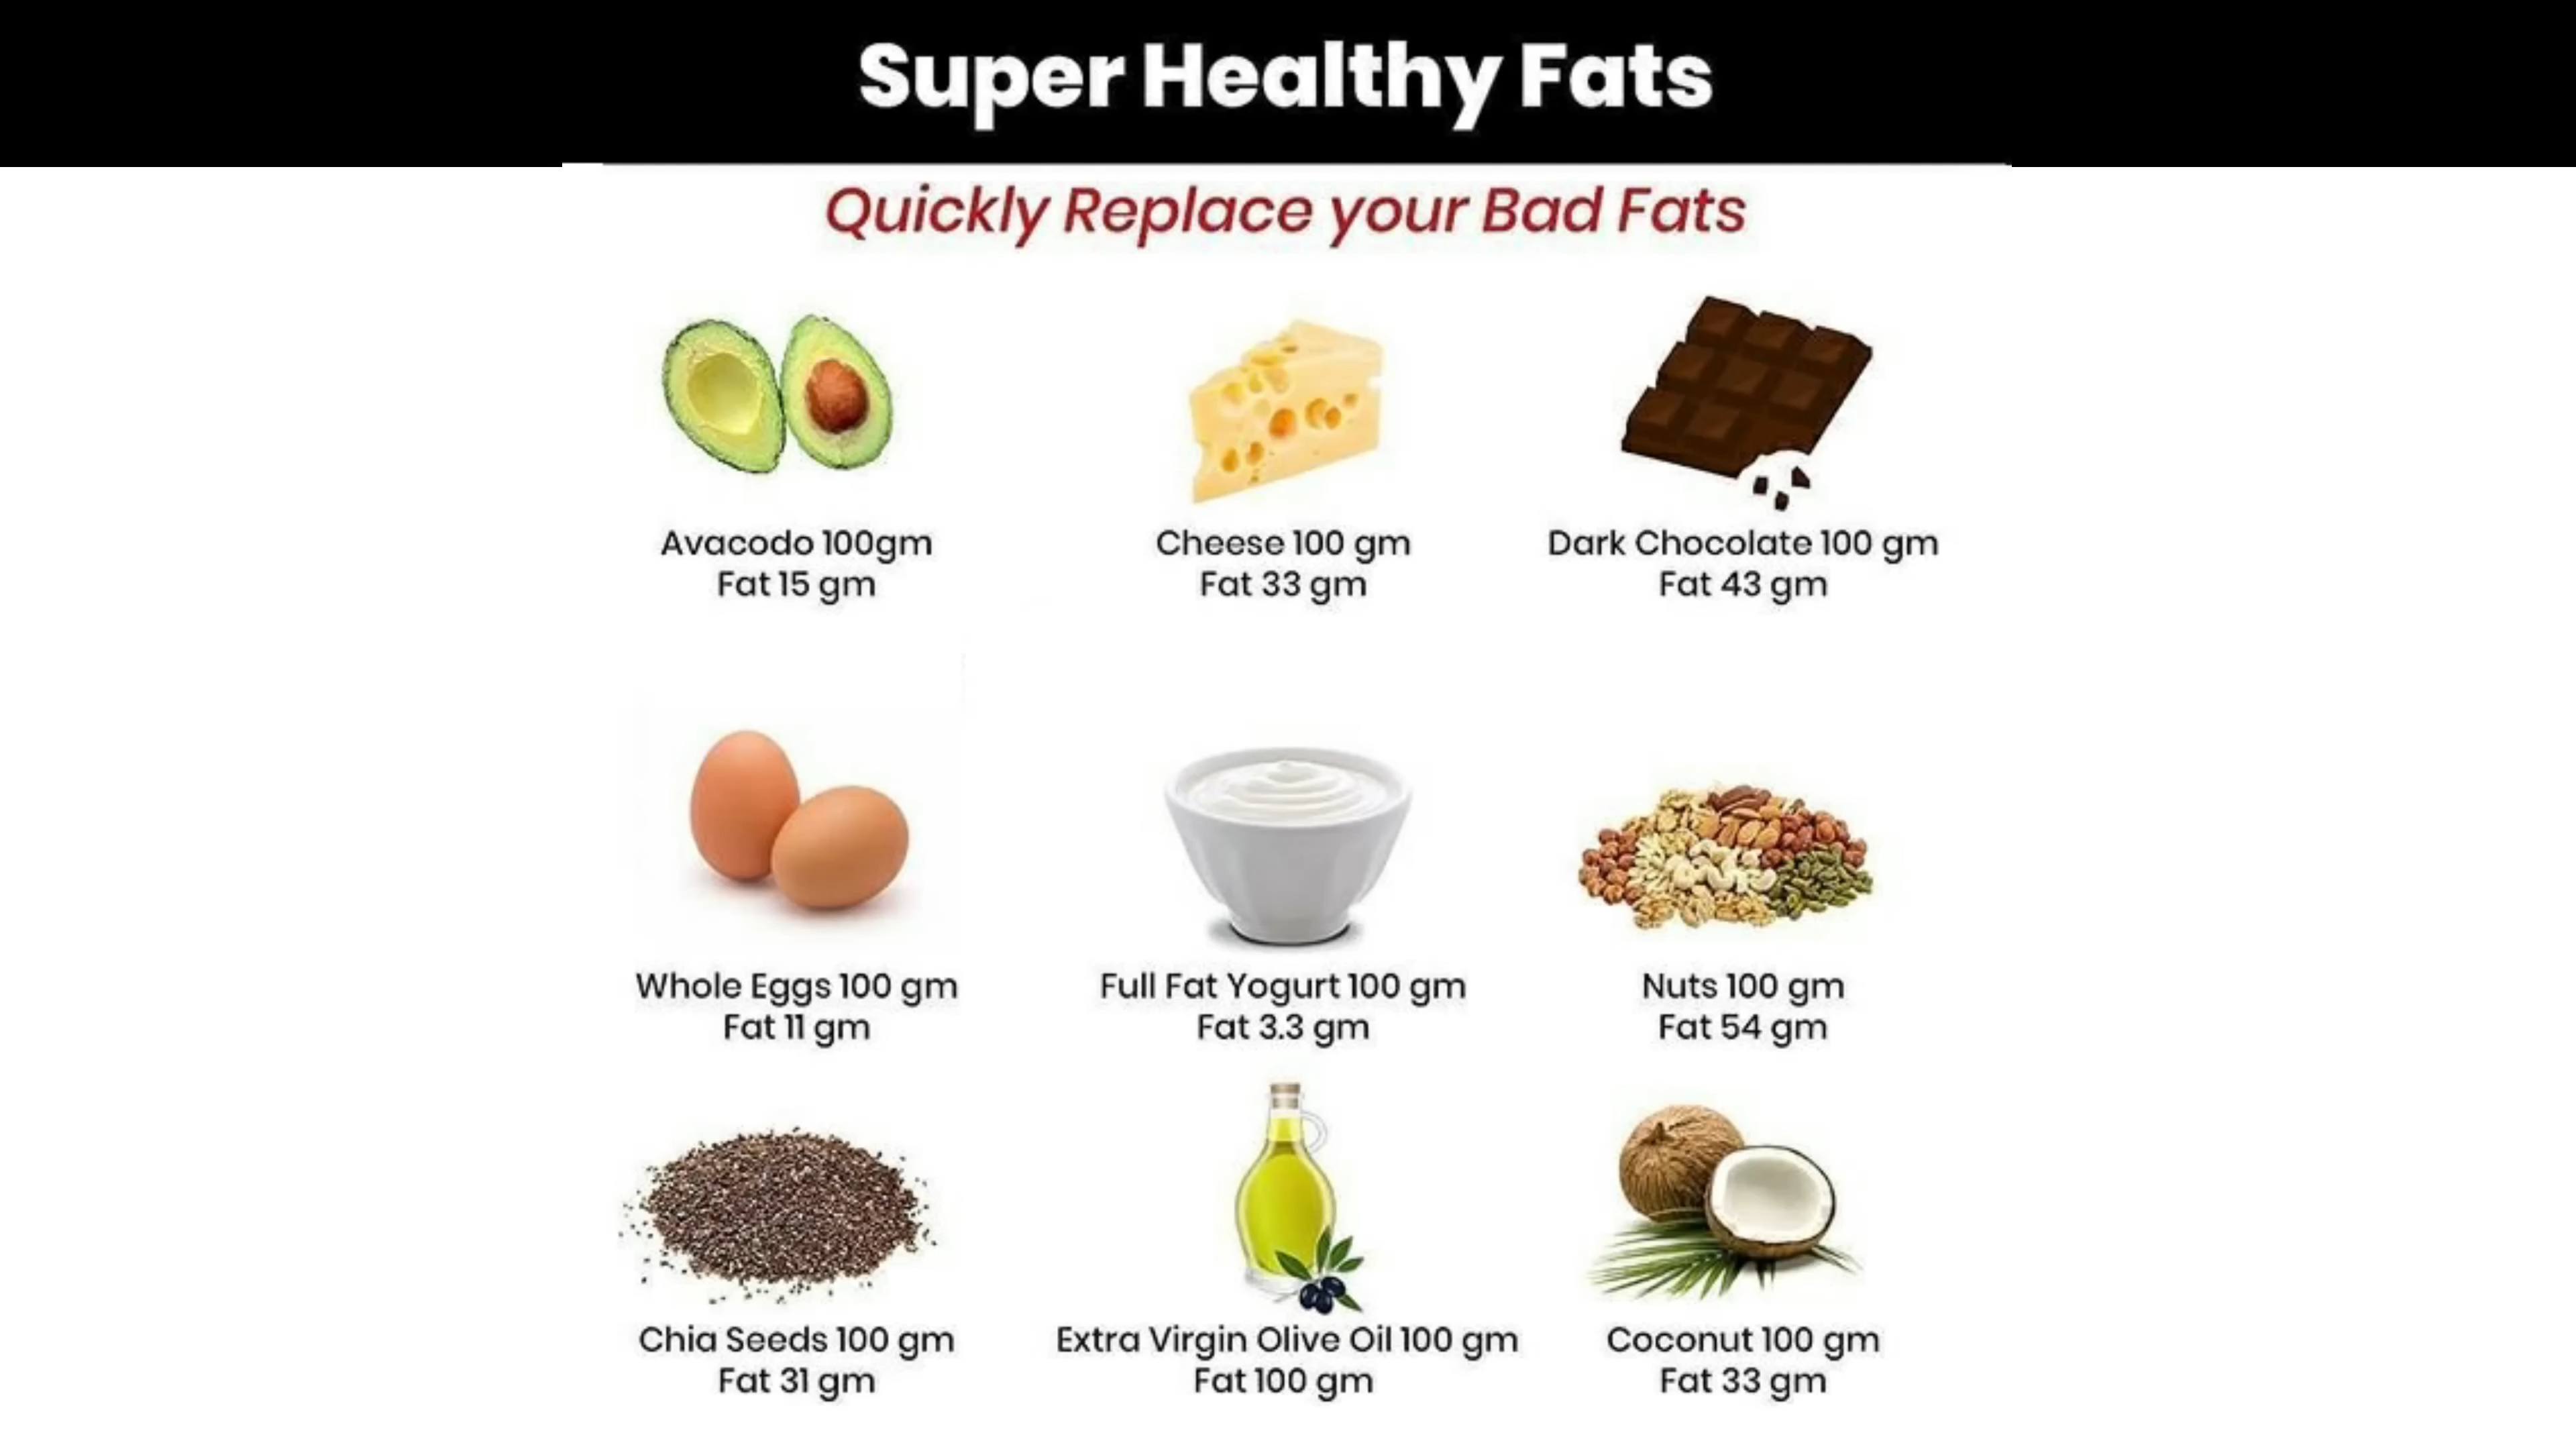 Super Healthy Fats
Quickly Replace your Bad Fats
Avacodo 100gm
Fat 15 gm
Cheese 100 gm
Fat 33 gm
Dark Chocolate 100 gm
Fat 43 gm
Whole Eggs 100 gm
Fat 11 gm
Full Fat Yogurt 100 gm
Fat 3.3 gm
Nuts 100 gm
Fat 54 gm
Chia Seeds 100 gm
Fat 31 gm
Extra Virgin Olive Oil 100 gm
Fat 100 gm
Coconut 100 gm
Fat 33 gm